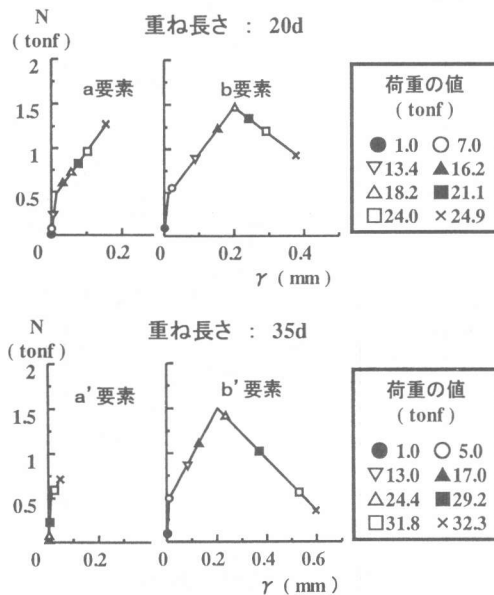 N
( tonf )
重ね長さ : 20d
2
1.5
1
0.5
0
a要素
0.2
b要素
0
0.2
0.4
γ ( mm )
荷重の値
( tonf )
● 1.0 ○ 7.0
▽13.4 ▲16.2
△18.2 ■21.1
□24.0 ×24.9
N
( tonf )
重ね長さ : 35d
2
1.5
1
0.5
0
a'要素
0.2
b'要素
0
0.2
0.4
0.6
γ ( mm )
荷重の値
( tonf )
● 1.0 ○ 5.0
▽13.0 ▲17.0
△24.4 ■29.2
□31.8 ×32.3